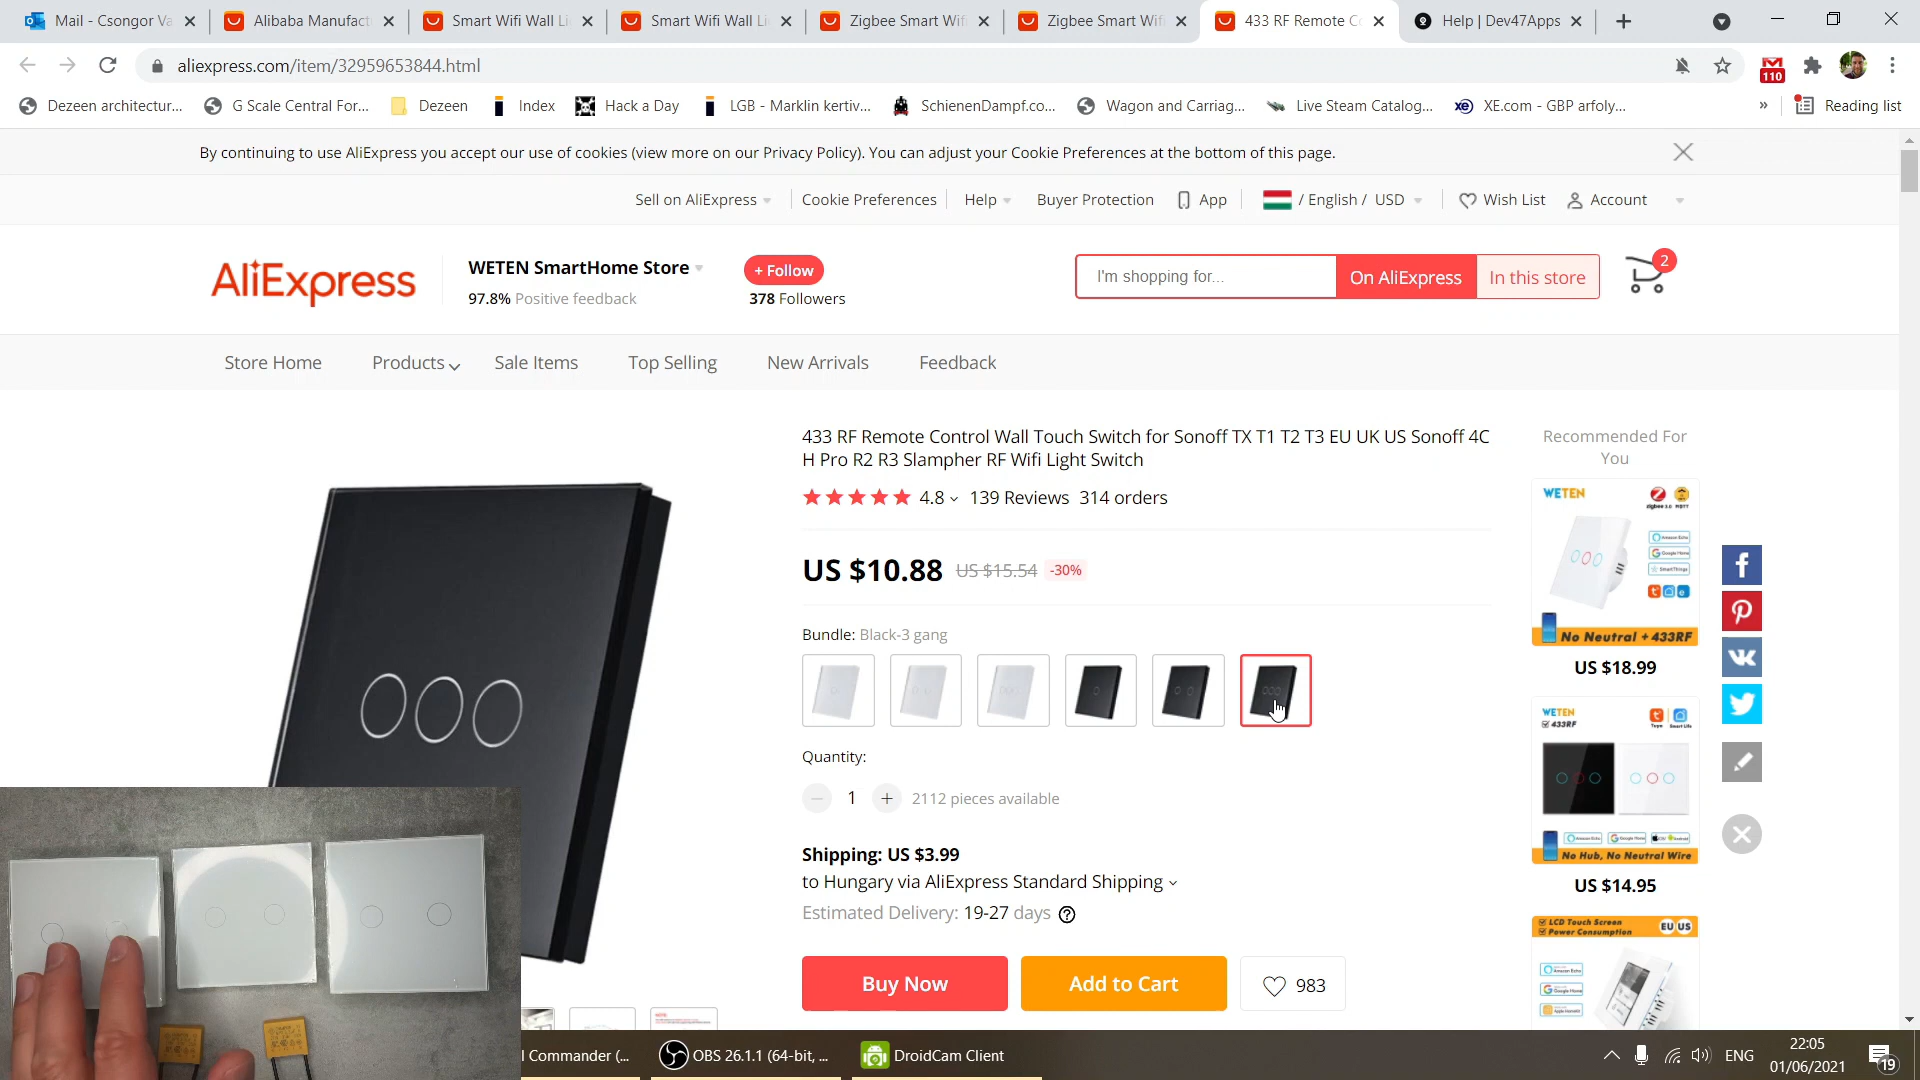 Mail - Csongor Va
Alibaba Manufact
Smart Wifi Wall Li
Smart Wifi Wall Li
Zigbee Smart Wifi
Zigbee Smart Wifi
433 RF Remote Co
Help | Dev47Apps
aliexpress.com/item/32959653844.html
110
Dezeen architectur...
G Scale Central For...
Dezeen
Index
Hack a Day
LGB - Marklin kertiv...
SchienenDampf.co...
Wagon and Carriag...
Live Steam Catalog...
xe
XE.com - GBP arfoly...
»
Reading list
By continuing to use AliExpress you accept our use of cookies (view more on our Privacy Policy). You can adjust your Cookie Preferences at the bottom of this page.
Sell on AliExpress
Cookie Preferences
Help
Buyer Protection
App
/ English / USD
Wish List
Account
AliExpress
WETEN SmartHome Store
97.8% Positive feedback
+ Follow
378 Followers
I'm shopping for...
On AliExpress
In this store
2
Store Home
Products
Sale Items
Top Selling
New Arrivals
Feedback
433 RF Remote Control Wall Touch Switch for Sonoff TX T1 T2 T3 EU UK US Sonoff 4C
H Pro R2 R3 Slampher RF Wifi Light Switch
4.8
139 Reviews
314 orders
US $10.88
US $15.54
-30%
Bundle: Black-3 gang
Quantity:
1
2112 pieces available
Shipping: US $3.99
to Hungary via AliExpress Standard Shipping
Estimated Delivery: 19-27 days
Buy Now
Add to Cart
983
Recommended For
You
WETEN
No Neutral + 433RF
US $18.99
WETEN
433RF
No Hub, No Neutral Wire
US $14.95
LCD Touch Screen
Power Consumption
EU US
l Commander (...
OBS 26.1.1 (64-bit, ...
DroidCam Client
ENG
22:05
01/06/2021
19